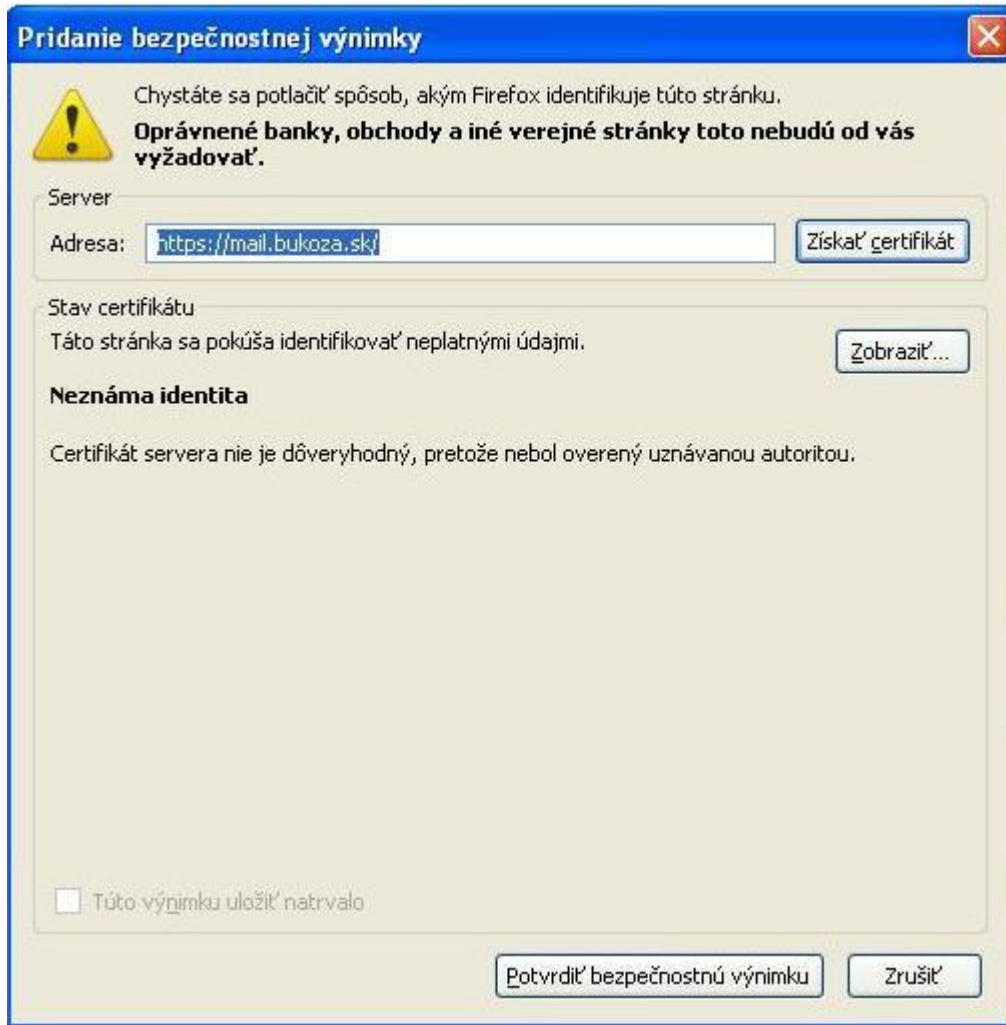 Pridanie bezpečnostnej výnimky
Chystáte sa potlačiť spôsob, akým Firefox identifikuje túto stránku.
Oprávnené banky, obchody a iné verejné stránky toto nebudú od vás
vyžadovať.
Server
Adresa: https://mail.bukoza.sk/ Získať certifikát
Stav certifikátu
Táto stránka sa pokúša identifikovať neplatnými údajmi. Zobraziť...
Neznáma identita
Certifikát servera nie je dôveryhodný, pretože nebol overený uznávanou autoritou.
Túto výnimku uložiť natrvalo
Potvrdiť bezpečnostnú výnimku Zrušiť